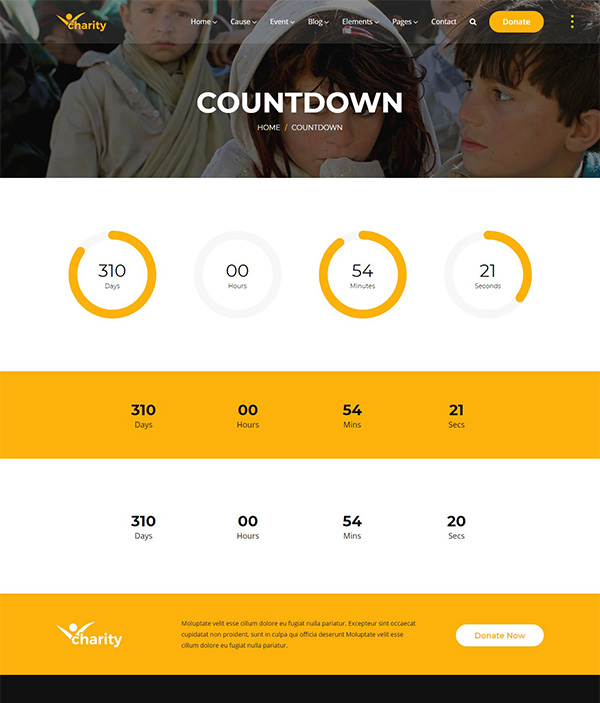 charity Home Cause Event Blog Elements Pages Contact Donate
COUNTDOWN
HOME / COUNTDOWN
310 00 54 21
Days Hours Minutes Seconds
310 00 54 21
Days Hours Mins Secs
310 00 54 20
Days Hours Mins Secs
charity
Moluptate velit esse cillum dolore eu fugiat nulla pariatur. Excepteur sint occaecat
cupidatat non proident, sunt in culpa qui officia deserunt Moluptate velit esse
cillum dolore eu fugiat nulla pariatur.
Donate Now